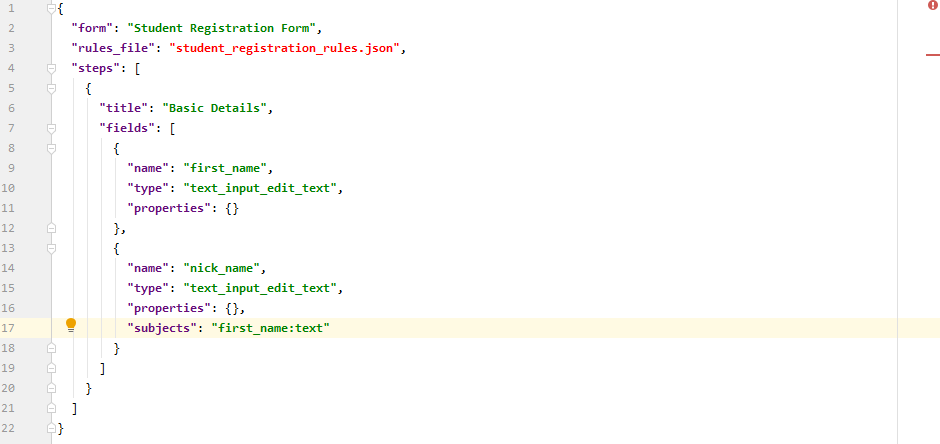 1 {
2   "form": "Student Registration Form",
3   "rules_file": "student_registration_rules.json",
4   "steps": [
5     {
6       "title": "Basic Details",
7       "fields": [
8         {
9           "name": "first_name",
10           "type": "text_input_edit_text",
11           "properties": {}
12         },
13         {
14           "name": "nick_name",
15           "type": "text_input_edit_text",
16           "properties": {},
17           "subjects": "first_name:text"
18         }
19       ]
20     }
21   ]
22 }